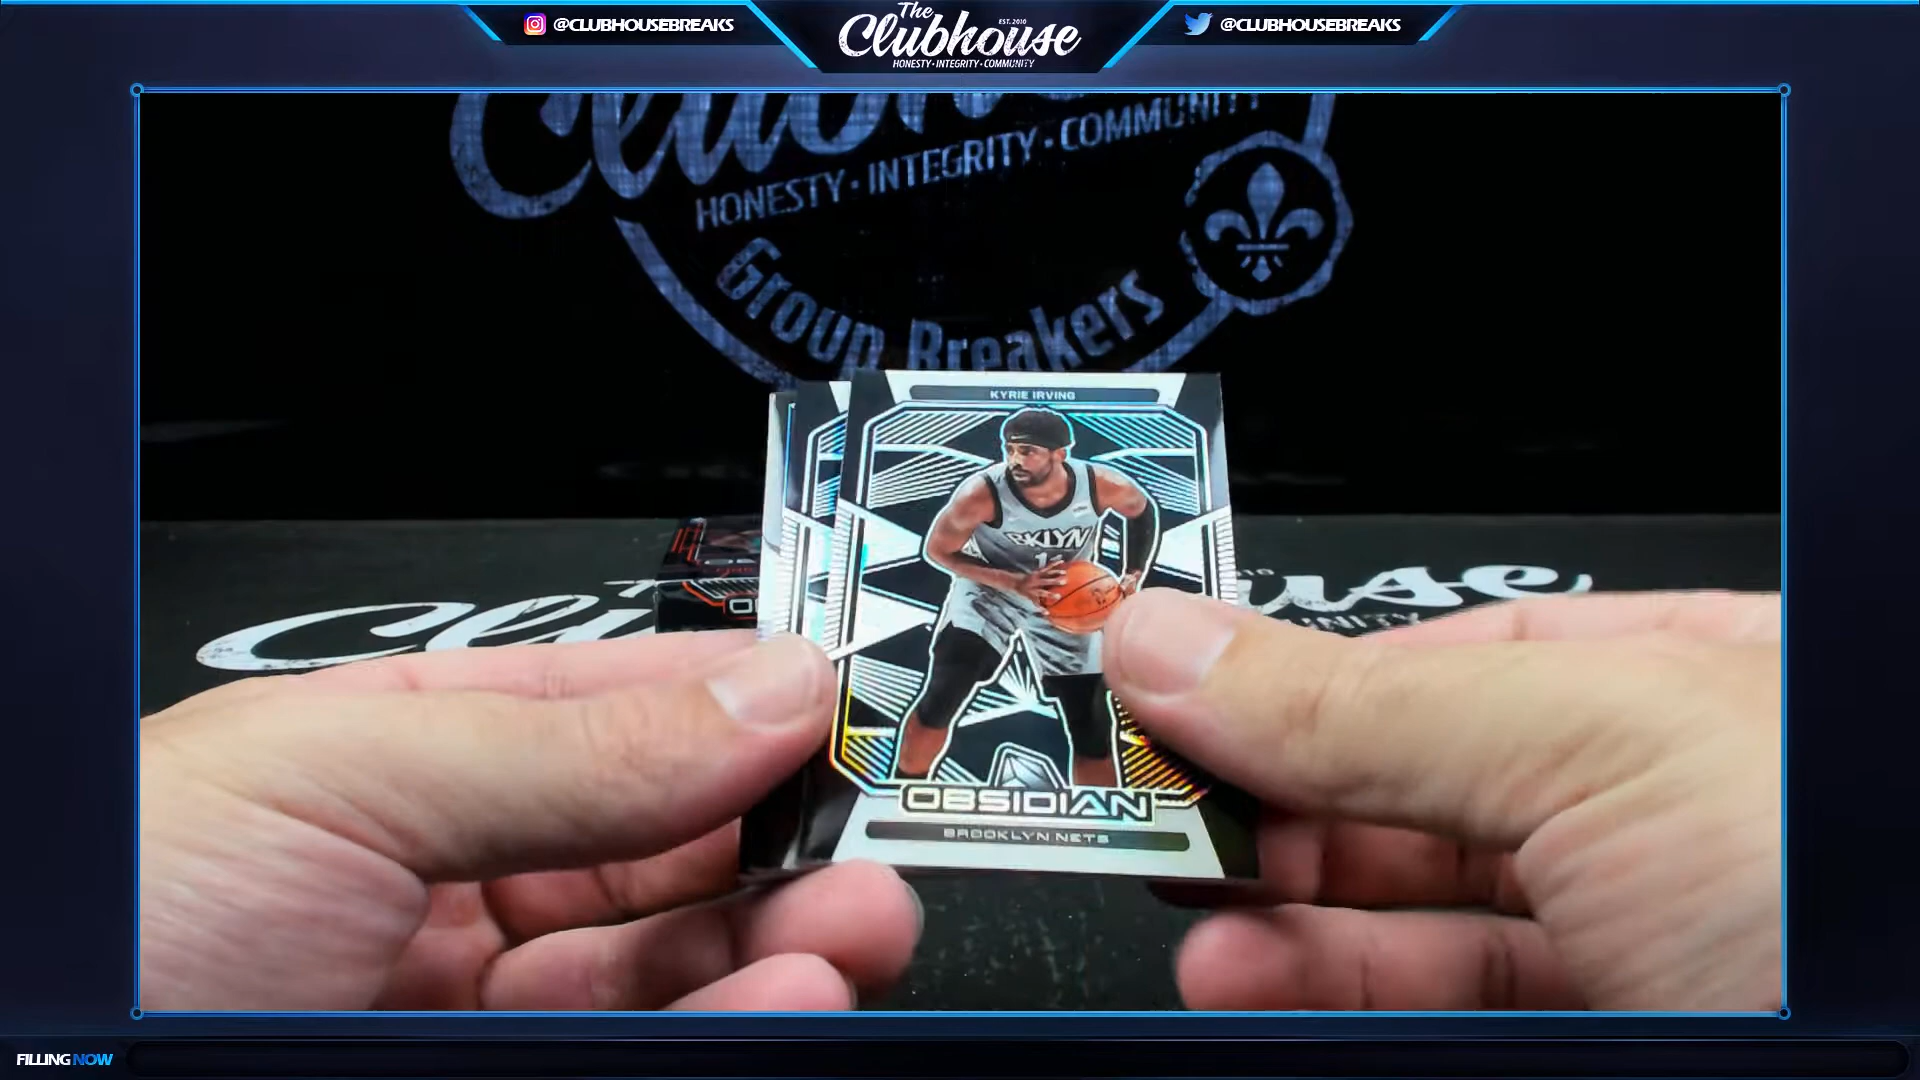 @CLUBHOUSEBREAKS
The
EST. 2010
Clubhouse
HONESTY • INTEGRITY • COMMUNITY
@CLUBHOUSEBREAKS
HONESTY • INTEGRITY • COMMUNITY
Group Breakers
KYRIE IRVING
BKLYN
11
OBSIDIAN
BROOKLYN NETS
FILLING NOW